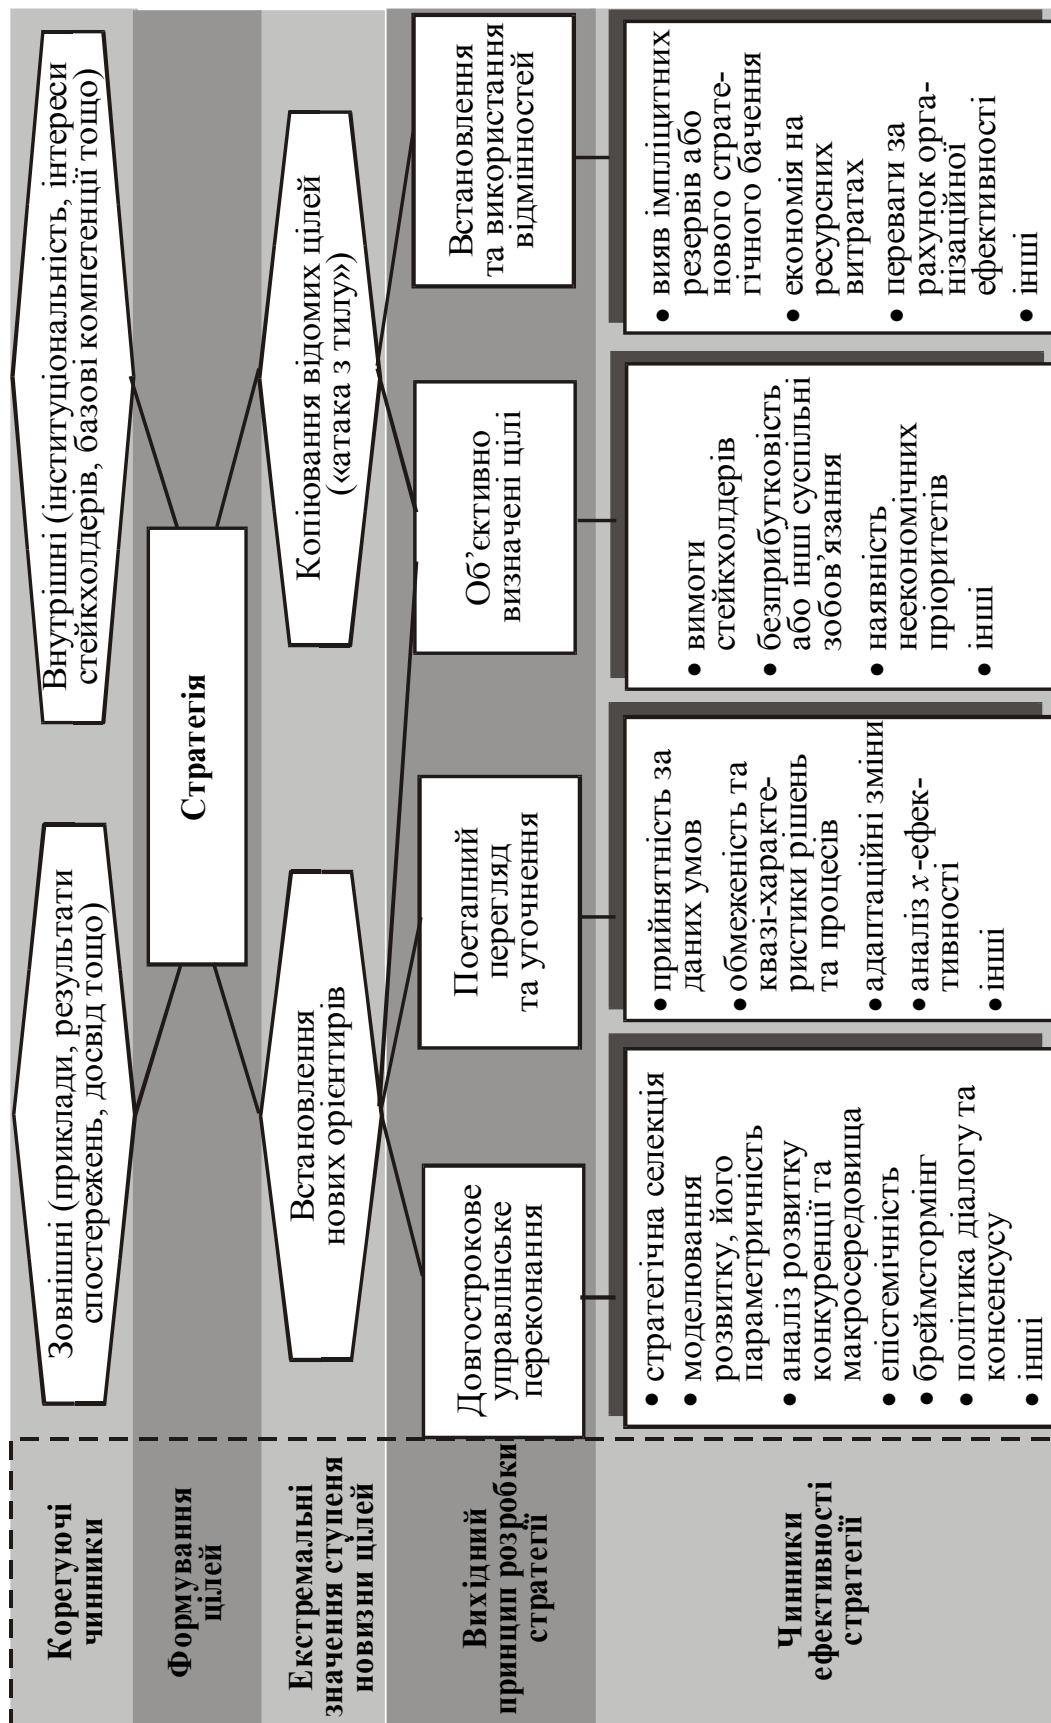 Корегуючі
чинники
Зовнішні (приклади, результати
спостережень, досвід тощо)
Внутрішні (інституціональність, інтереси
стейкхолдерів, базові компетенції тощо)
Формування
цілей
Стратегія
Екстремальні
значення ступеня
новизни цілей
Встановлення
нових орієнтирів
Копіювання відомих цілей
(«атака з тилу»)
Вихідний
принцип розробки
стратегії
Довгострокове
управлінське
переконання
Поетапний
перегляд
та уточнення
Об’єктивно
визначені цілі
Встановлення
та використання
відмінностей
Чинники
ефективності
стратегії
• стратегічна селекція
• моделювання
розвитку, його
параметричність
• аналіз розвитку
конкуренції та
макросередовища
• епістемічність
• бреймстормінг
• політика діалогу та
консенсусу
• інші
• прийнятність за
даних умов
• обмеженість та
квазі-характе-
ристики рішень
та процесів
• адаптаційні зміни
• аналіз x-ефек-
тивності
• інші
• вимоги
стейкхолдерів
• безприбутковість
або інші суспільні
зобов’язання
• наявність
неекономічних
пріоритетів
• інші
• вияв імпліцитних
резервів або
нового страте-
гічного бачення
• економія на
ресурсних
витратах
• переваги за
рахунок орга-
нізаційної
ефективності
• інші